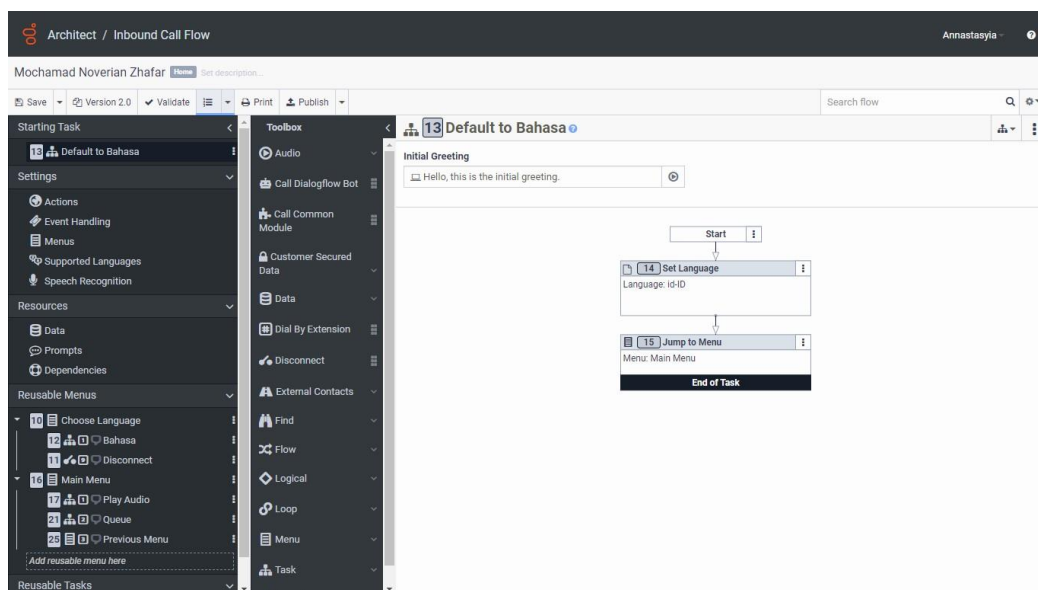 Architect / Inbound Call Flow
Annastasyia
Mochamad Noverian Zhafar Home Set description...
Save Version 2.0 Validate Print Publish
Search flow
Starting Task
13 Default to Bahasa
Settings
Actions
Event Handling
Menus
Supported Languages
Speech Recognition
Resources
Data
Prompts
Dependencies
Reusable Menus
10 Choose Language
12 1 Bahasa
11 Disconnect
16 Main Menu
17 1 Play Audio
21 Queue
25 Previous Menu
Add reusable menu here
Reusable Tasks
Toolbox
Audio
Call Dialogflow Bot
Call Common
Module
Customer Secured
Data
Data
Dial By Extension
Disconnect
External Contacts
Find
Flow
Logical
Loop
Menu
Task
13 Default to Bahasa
Initial Greeting
Hello, this is the initial greeting.
Start
14 Set Language
Language: id-ID
15 Jump to Menu
Menu: Main Menu
End of Task